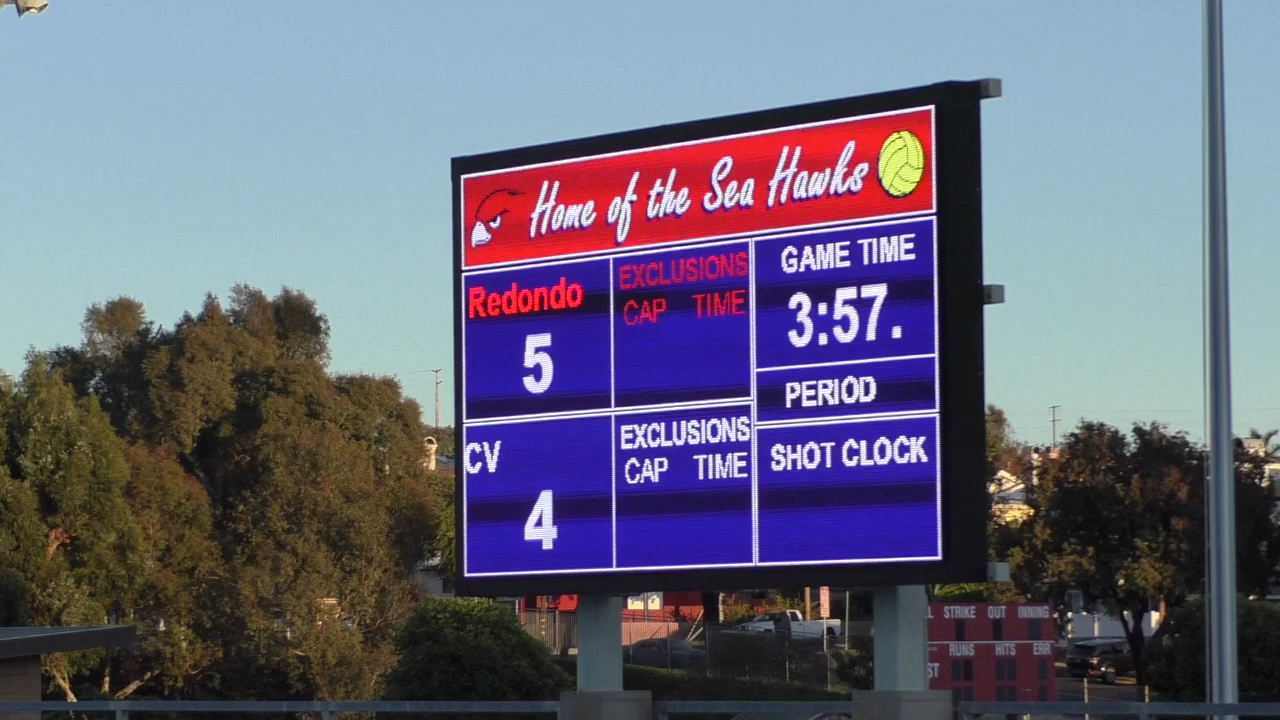 Home of the Sea Hawks
Redondo
5
EXCLUSIONS
CAP TIME
GAME TIME
3:57.
PERIOD
CV
4
EXCLUSIONS
CAP TIME
SHOT CLOCK
STRIKE OUT INNING
RUNS HITS ERR